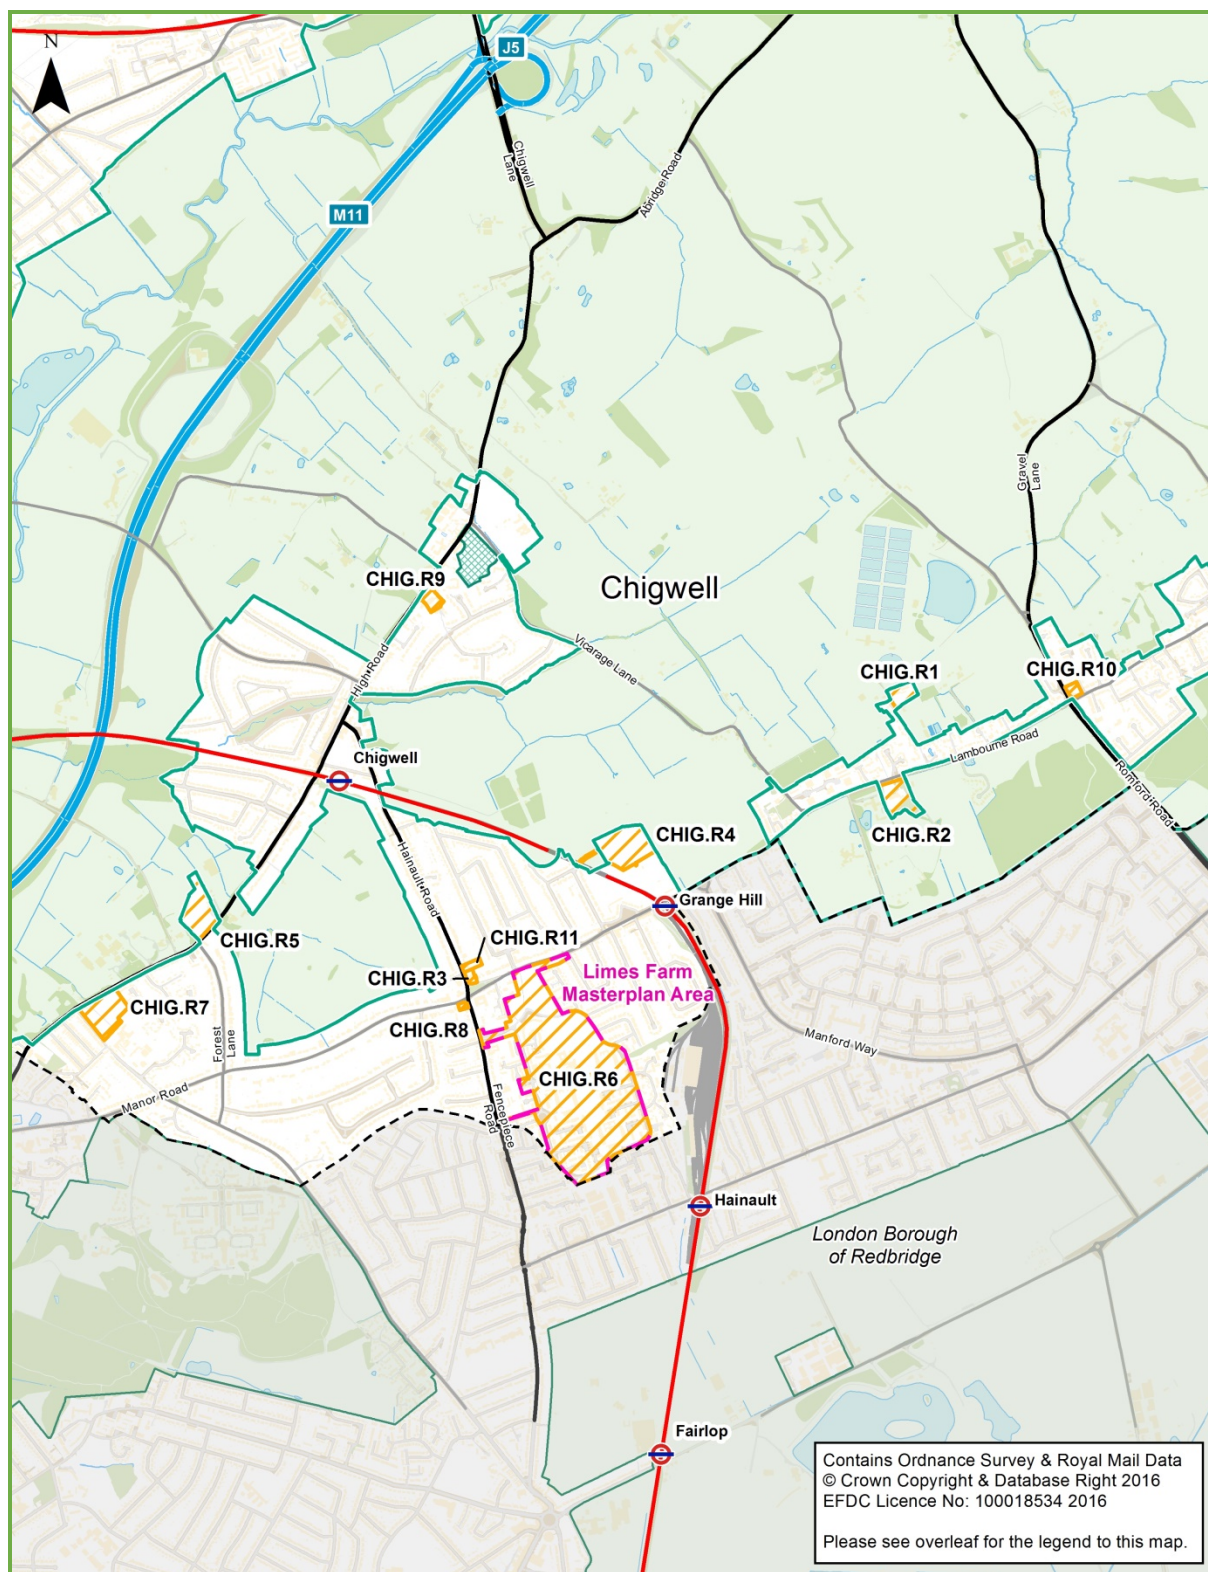 N
J5
Chigwell
Lane
Abridge Road
M11
Gravel
Lane
CHIG.R9
Chigwell
High Road
Vicarage Lane
CHIG.R1
CHIG.R10
Lambourne Road
Chigwell
Romford Road
CHIG.R4
CHIG.R2
Hainault Road
Grange Hill
CHIG.R5
CHIG.R11
CHIG.R3
Limes Farm
Masterplan Area
CHIG.R7
Forest
Lane
CHIG.R8
Manford Way
CHIG.R6
Manor Road
Fencepiece
Road
Hainault
London Borough
of Redbridge
Fairlop
Contains Ordnance Survey & Royal Mail Data
© Crown Copyright & Database Right 2016
EFDC Licence No: 100018534 2016
Please see overleaf for the legend to this map.